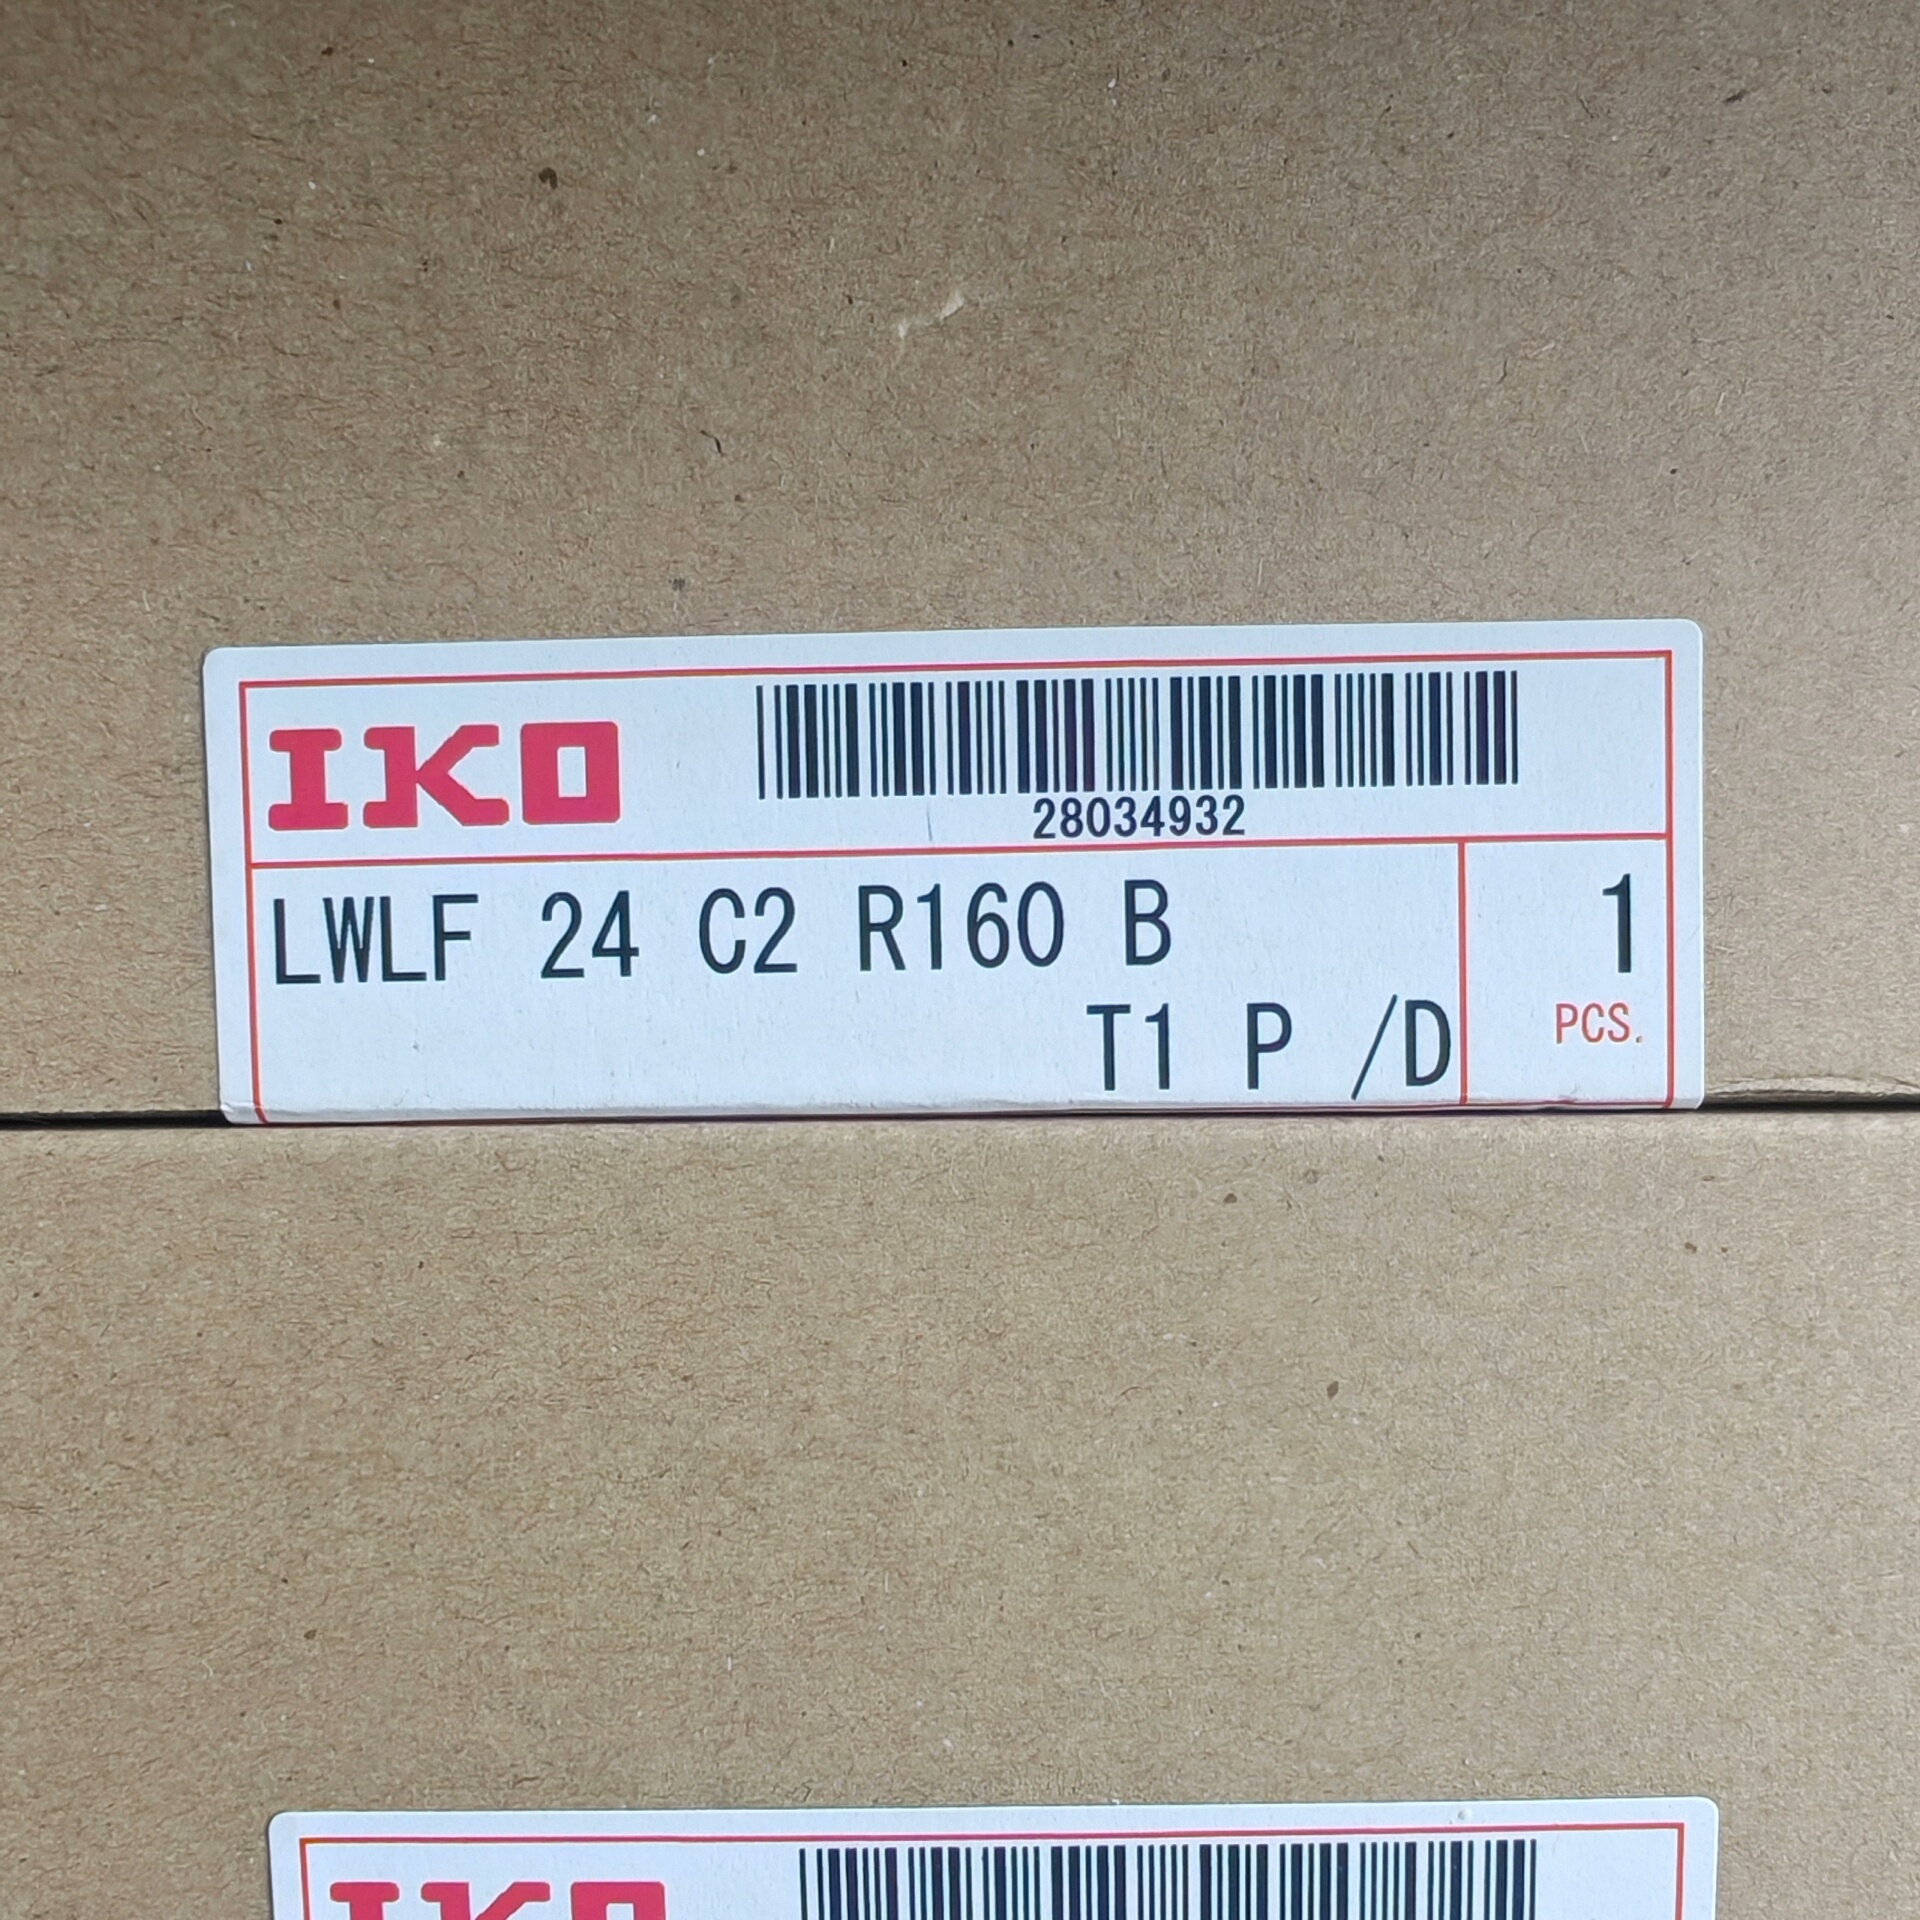 IKO
28034932
LWLF 24 C2 R160 B
1
T1 P /D
PCS.
IKO